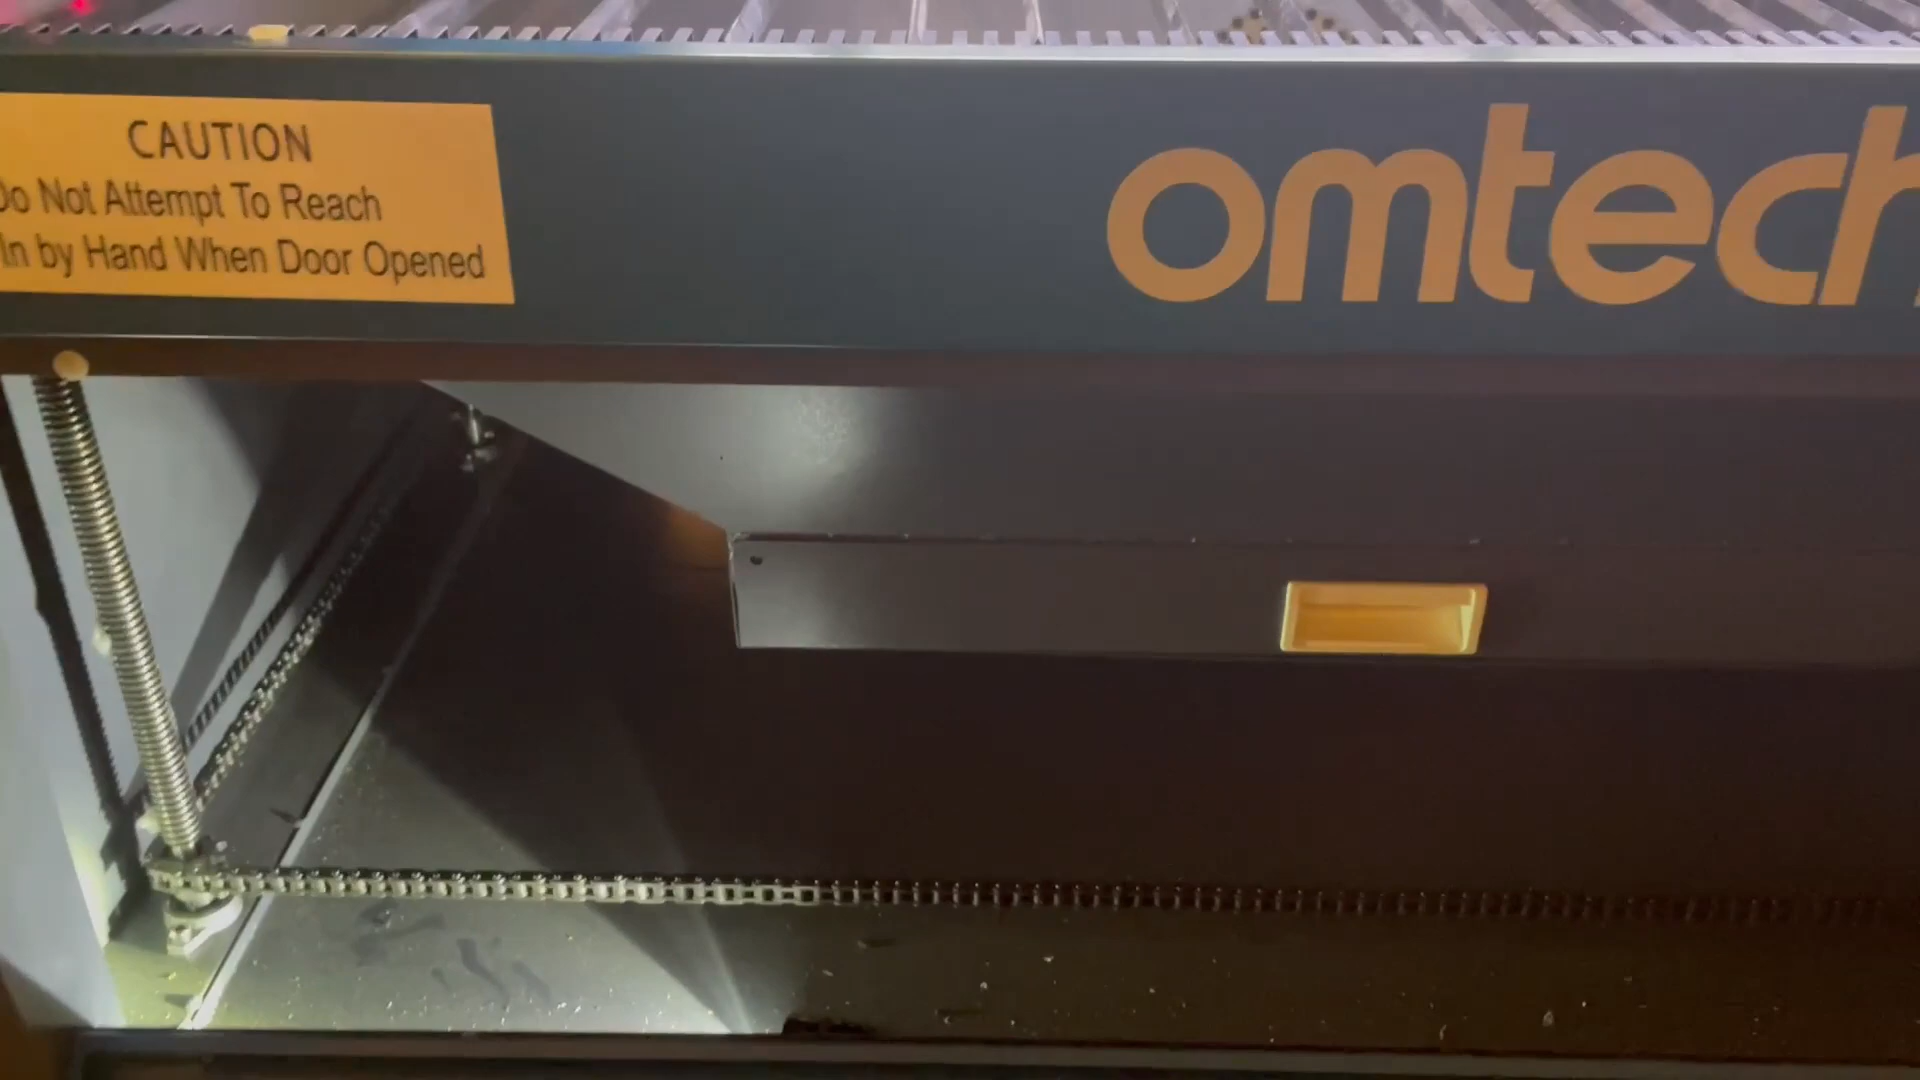 CAUTION
Do Not Attempt To Reach
In by Hand When Door Opened
omtech